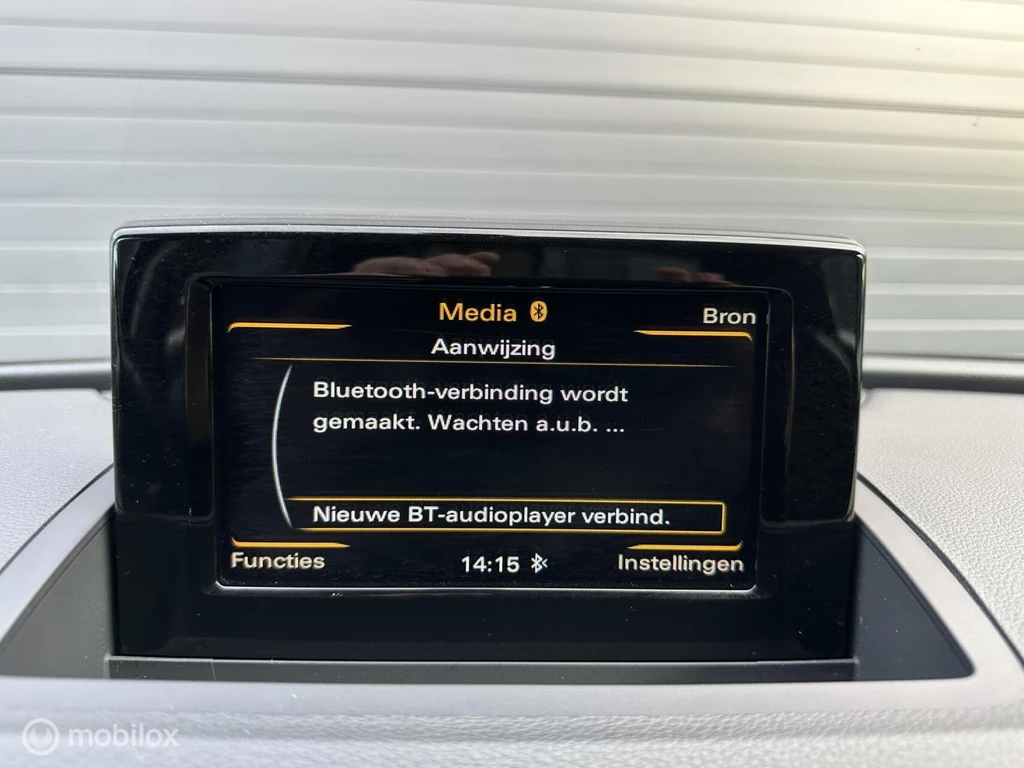 Media
Bron
Aanwijzing
Bluetooth-verbinding wordt
gemaakt. Wachten a.u.b. ...
Nieuwe BT-audioplayer verbind.
Functies
14:15
Instellingen
mobilox